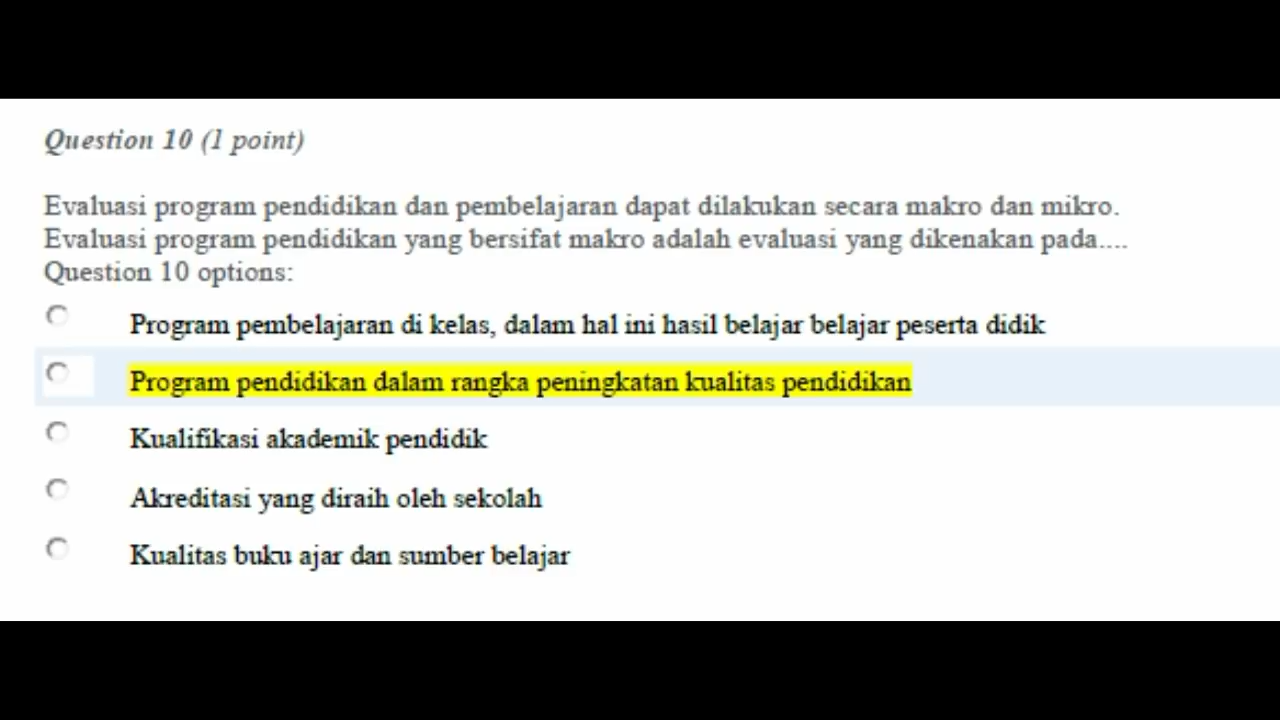 Question 10 (1 point)
Evaluasi program pendidikan dan pembelajaran dapat dilakukan secara makro dan mikro.
Evaluasi program pendidikan yang bersifat makro adalah evaluasi yang dikenakan pada....
Question 10 options:
Program pembelajaran di kelas, dalam hal ini hasil belajar belajar peserta didik
Program pendidikan dalam rangka peningkatan kualitas pendidikan
Kualifikasi akademik pendidik
Akreditasi yang diraih oleh sekolah
Kualitas buku ajar dan sumber belajar